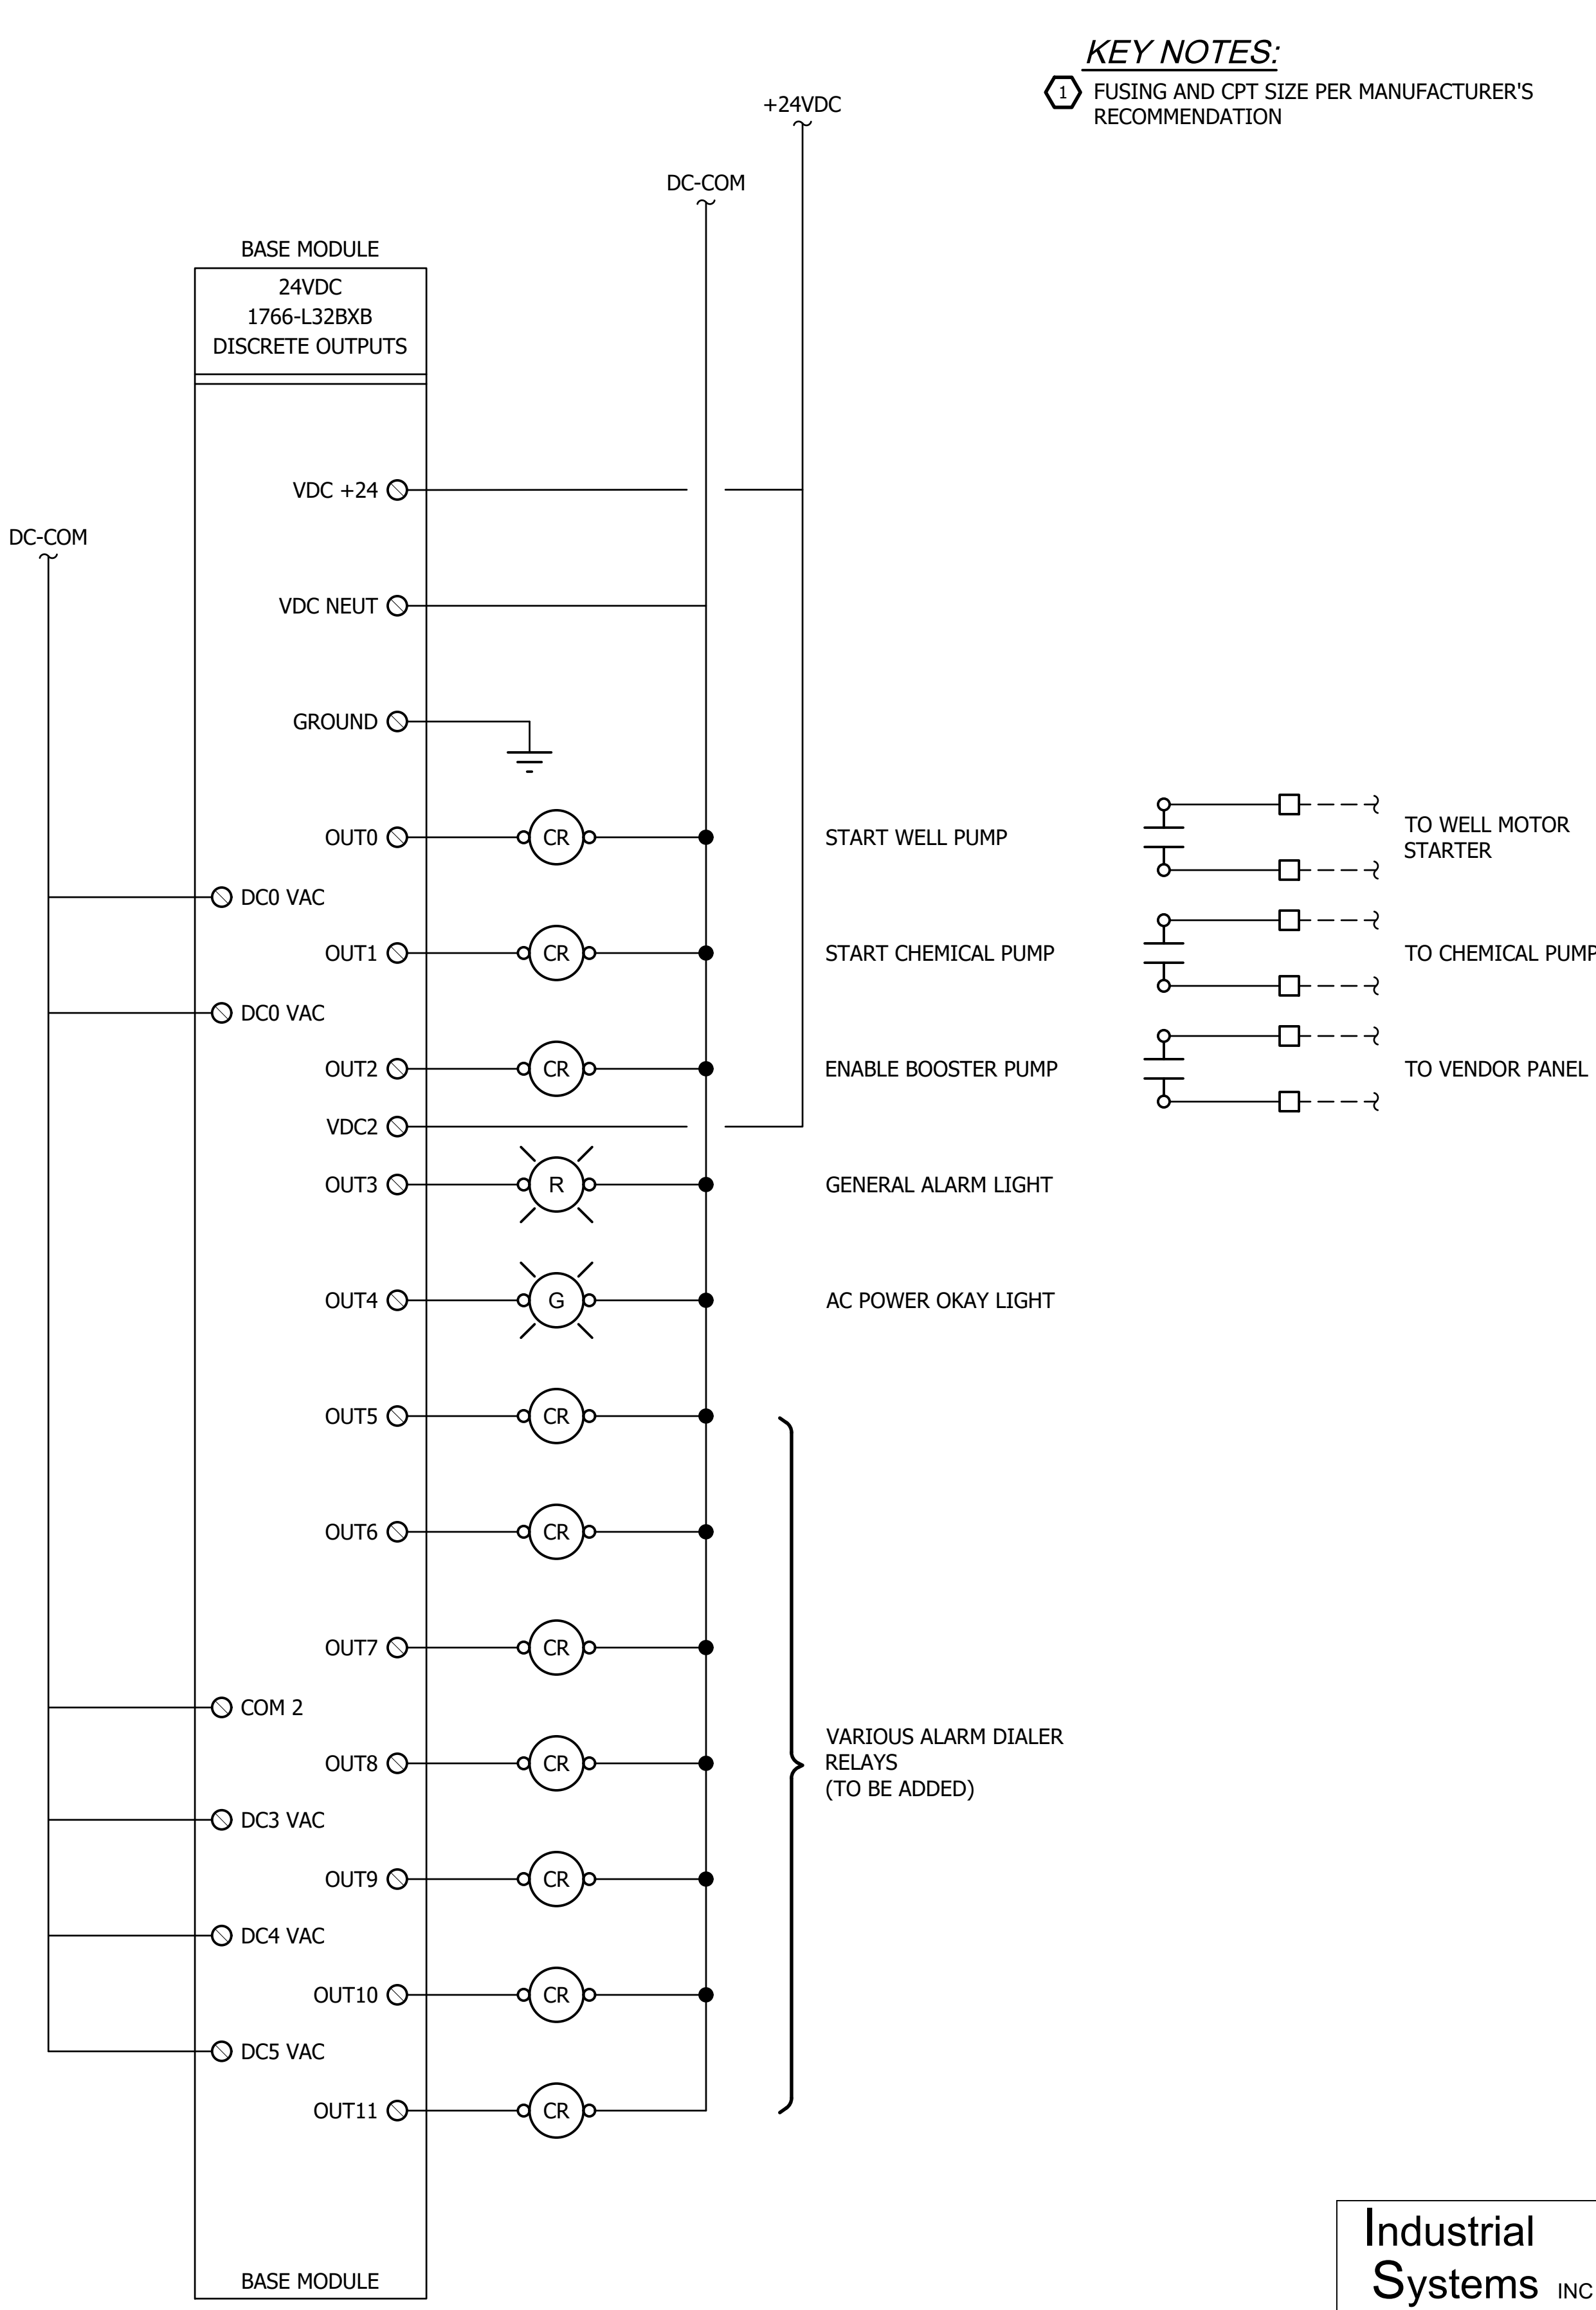 KEY NOTES:
1 FUSING AND CPT SIZE PER MANUFACTURER'S
RECOMMENDATION
+24VDC
DC-COM
BASE MODULE
24VDC
1766-L32BXB
DISCRETE OUTPUTS
VDC +24
DC-COM
VDC NEUT
GROUND
OUT0 CR START WELL PUMP
TO WELL MOTOR
STARTER
DC0 VAC
OUT1 CR START CHEMICAL PUMP TO CHEMICAL PUMP
DC0 VAC
OUT2 CR ENABLE BOOSTER PUMP TO VENDOR PANEL
VDC2
OUT3 R GENERAL ALARM LIGHT
OUT4 G AC POWER OKAY LIGHT
OUT5 CR
OUT6 CR
OUT7 CR
COM 2
VARIOUS ALARM DIALER
RELAYS
(TO BE ADDED)
OUT8 CR
DC3 VAC
OUT9 CR
DC4 VAC
OUT10 CR
DC5 VAC
OUT11 CR
BASE MODULE
Industrial
Systems INC